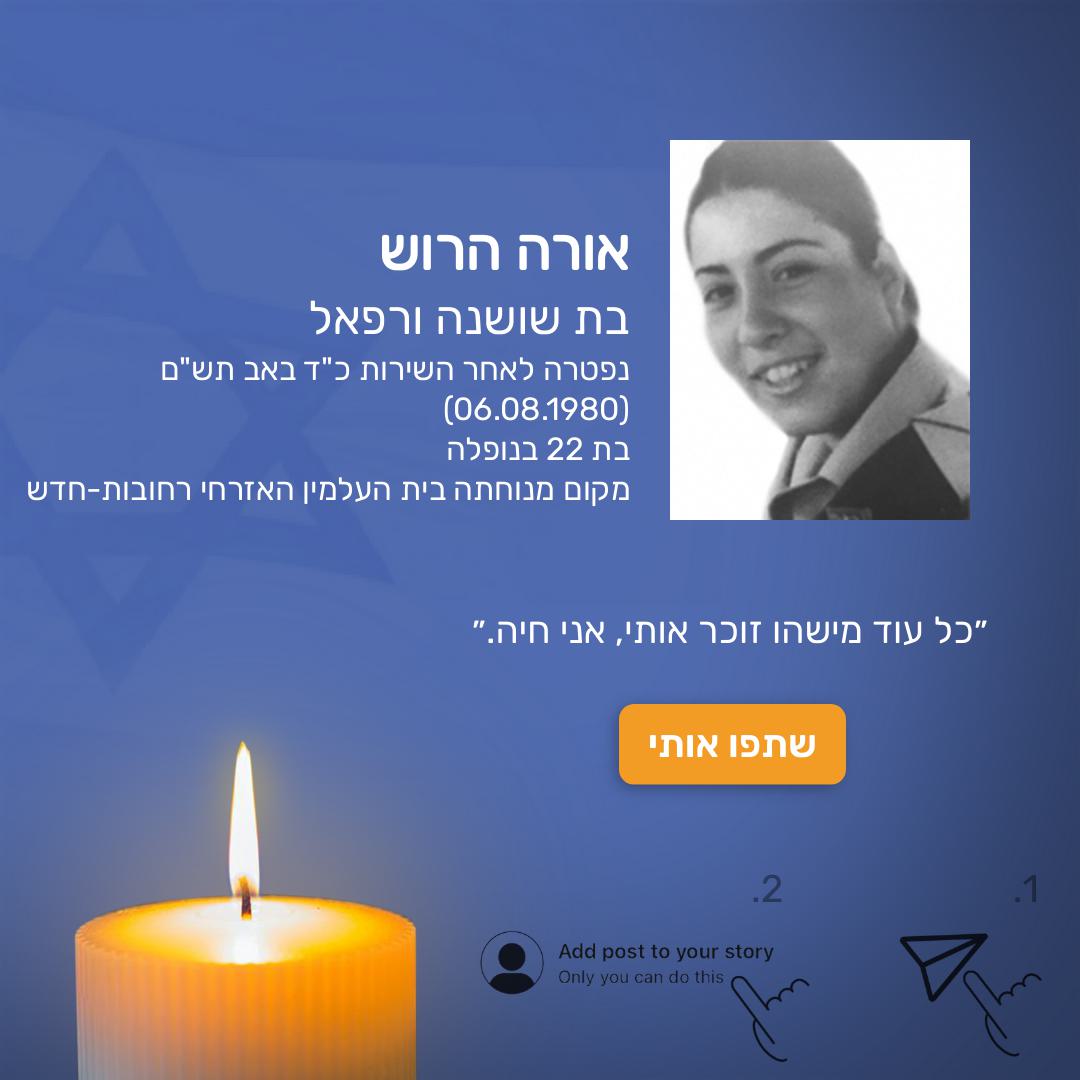 אורה הרוש
בת שושנה ורפאל
נפטרה לאחר השירות כ"ד באב תש"ם
(06.08.1980)
בת 22 בנופלה
מקום מנוחתה בית העלמין האזרחי רחובות-חדש
״כל עוד מישהו זוכר אותי, אני חיה.״
שתפו אותי
.1
.2
Add post to your story
Only you can do this